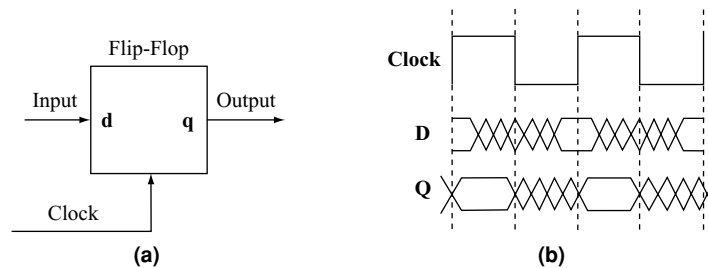 Flip-Flop
Input
d
q
Output
Clock
(a)
Clock
D
Q
(b)